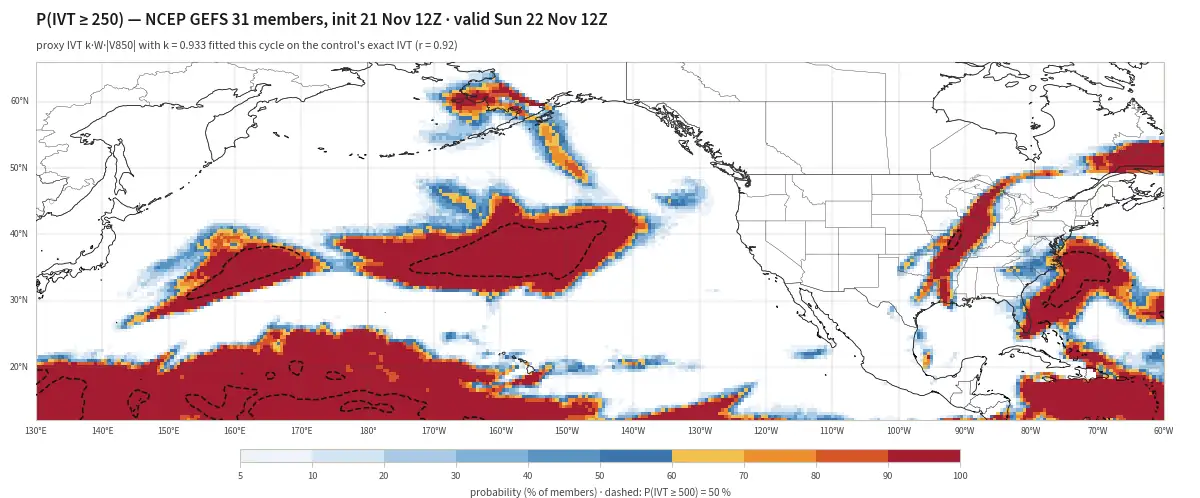 P(IVT ≥ 250) — NCEP GEFS 31 members, init 21 Nov 12Z · valid Sun 22 Nov 12Z
proxy IVT k·W·|V850| with k = 0.933 fitted this cycle on the control's exact IVT (r = 0.92)
60°N
50°N
40°N
30°N
20°N
130°E 140°E 150°E 160°E 170°E 180° 170°W 160°W 150°W 140°W 130°W 120°W 110°W 100°W 90°W 80°W 70°W 60°W
5 10 20 30 40 50 60 70 80 90 100
probability (% of members) · dashed: P(IVT ≥ 500) = 50 %